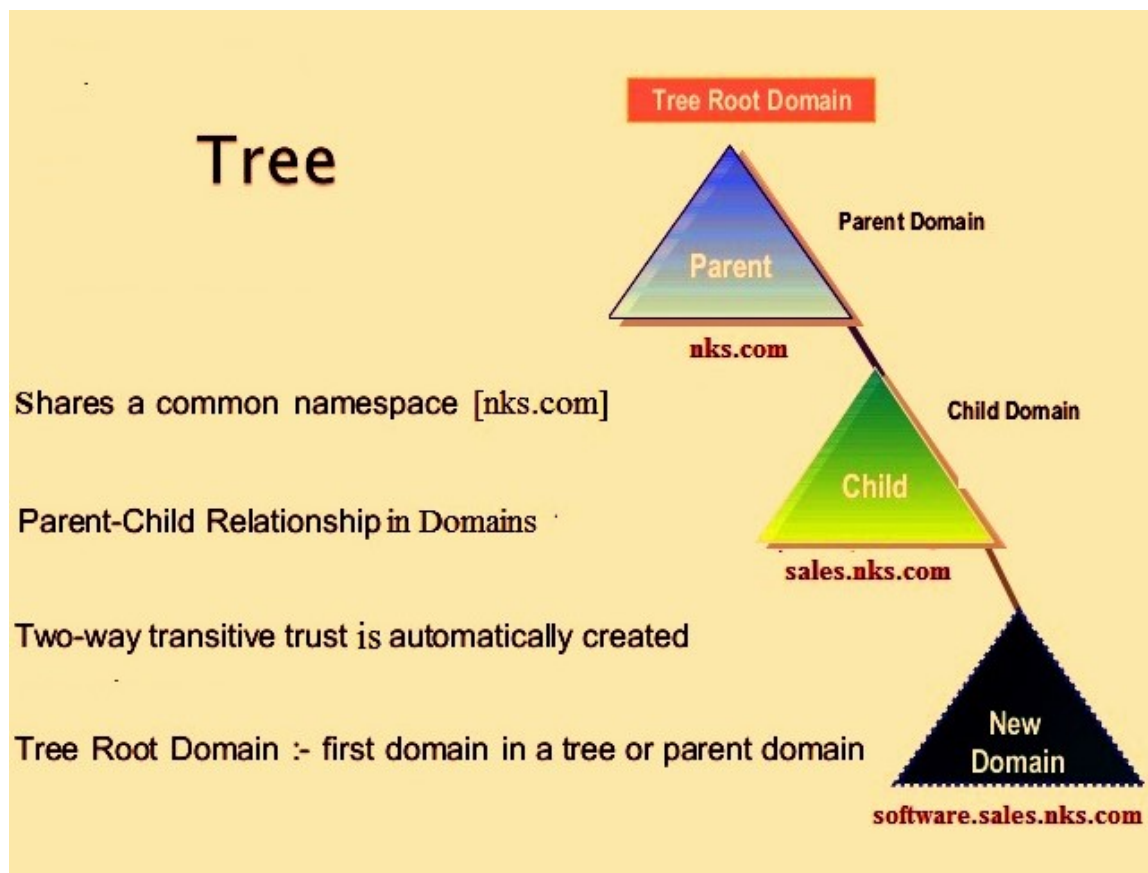 Tree
Tree Root Domain
Parent Domain
Parent
nks.com
Shares a common namespace [nks.com]
Child Domain
Child
Parent-Child Relationship in Domains
sales.nks.com
Two-way transitive trust is automatically created
New
Domain
Tree Root Domain :- first domain in a tree or parent domain
software.sales.nks.com